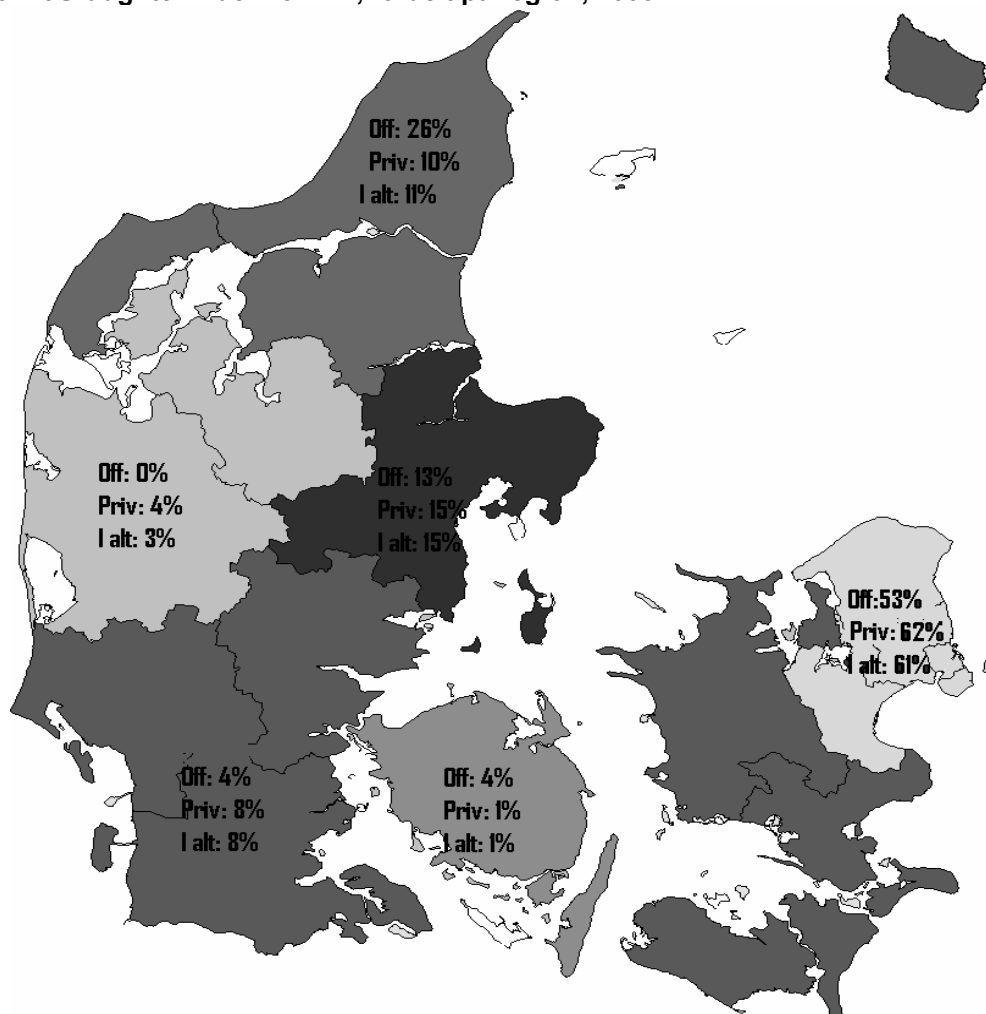 Off: 26%
Priv: 10%
I alt: 11%
Off: 0%
Priv: 4%
I alt: 3%
Off: 13%
Priv: 15%
I alt: 15%
Off:53%
Priv: 62%
I alt: 61%
Off: 4%
Priv: 8%
I alt: 8%
Off: 4%
Priv: 1%
I alt: 1%